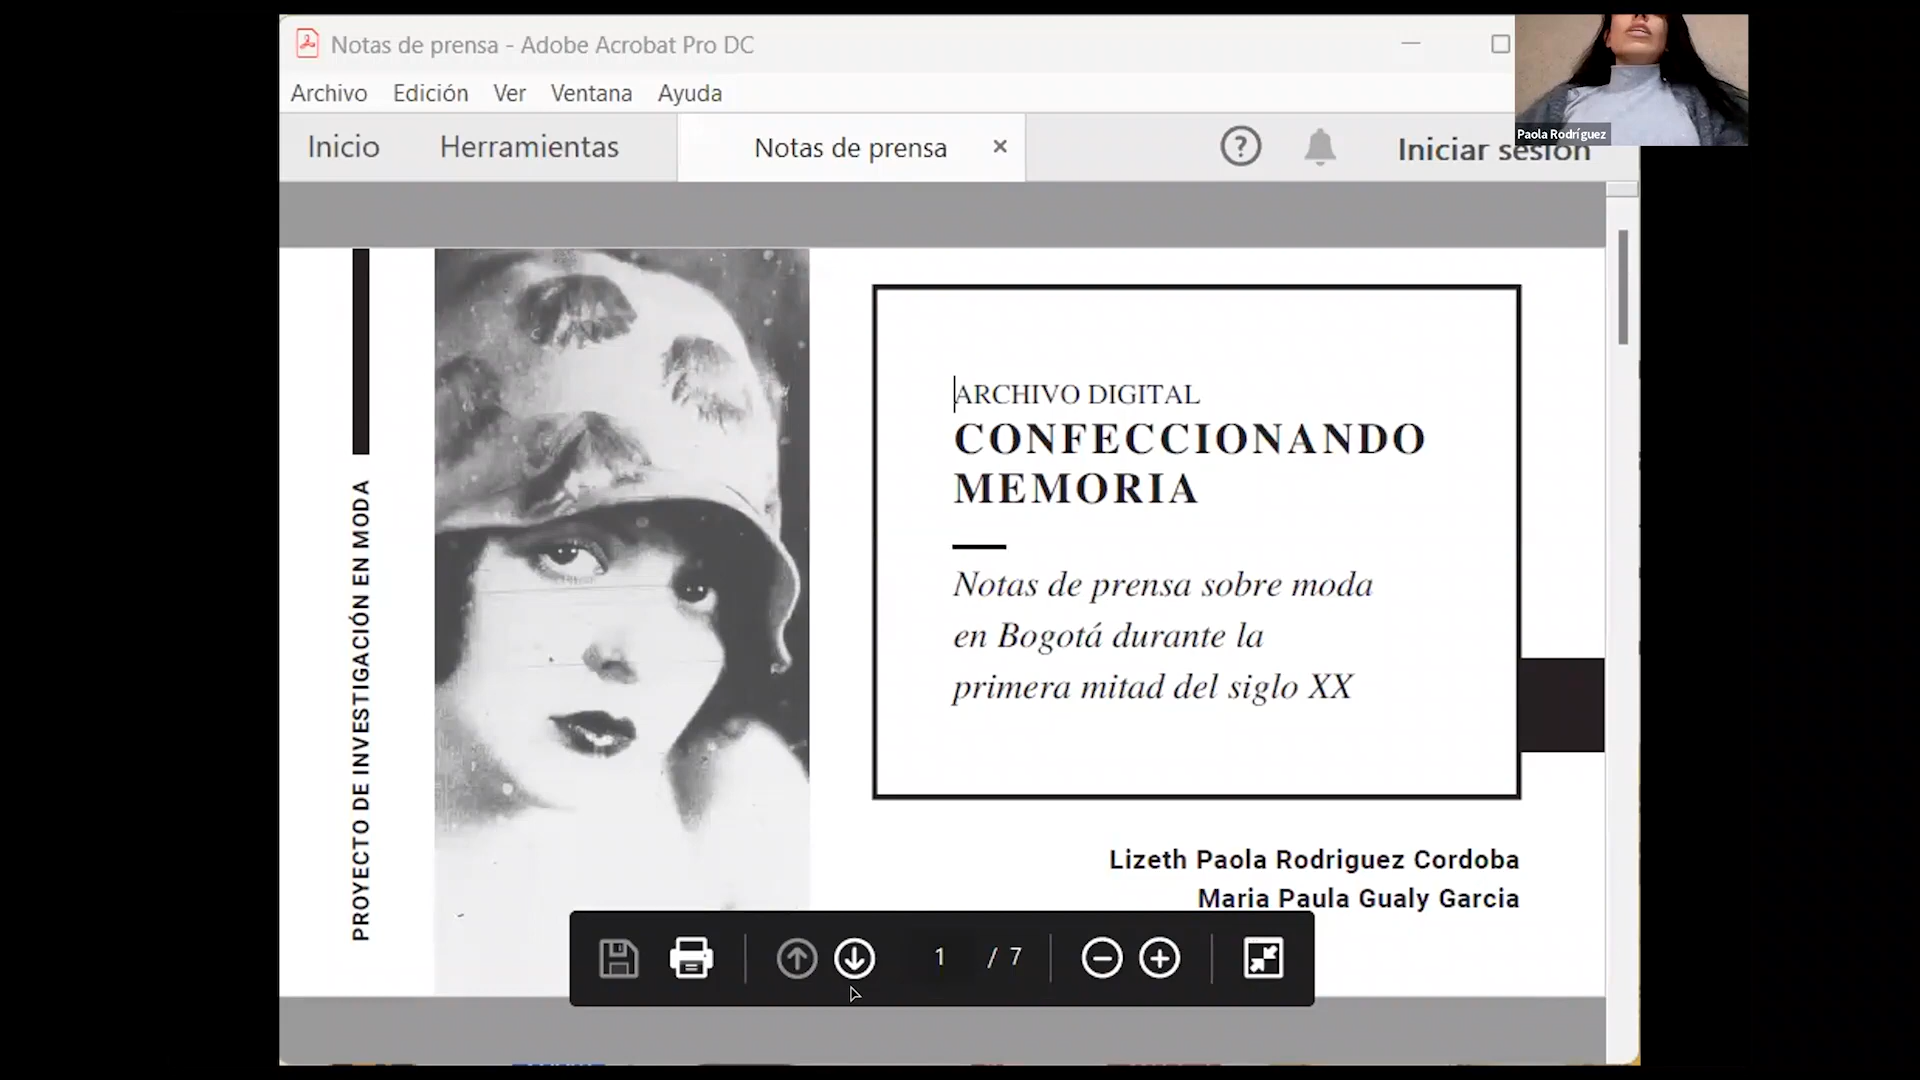 Notas de prensa - Adobe Acrobat Pro DC
Paola Rodríguez
Archivo Edición Ver Ventana Ayuda
Inicio Herramientas Notas de prensa × ? Iniciar sesión
PROYECTO DE INVESTIGACIÓN EN MODA
ARCHIVO DIGITAL
CONFECCIONANDO
MEMORIA
Notas de prensa sobre moda
en Bogotá durante la
primera mitad del siglo XX
Lizeth Paola Rodriguez Cordoba
Maria Paula Gualy Garcia
1 / 7